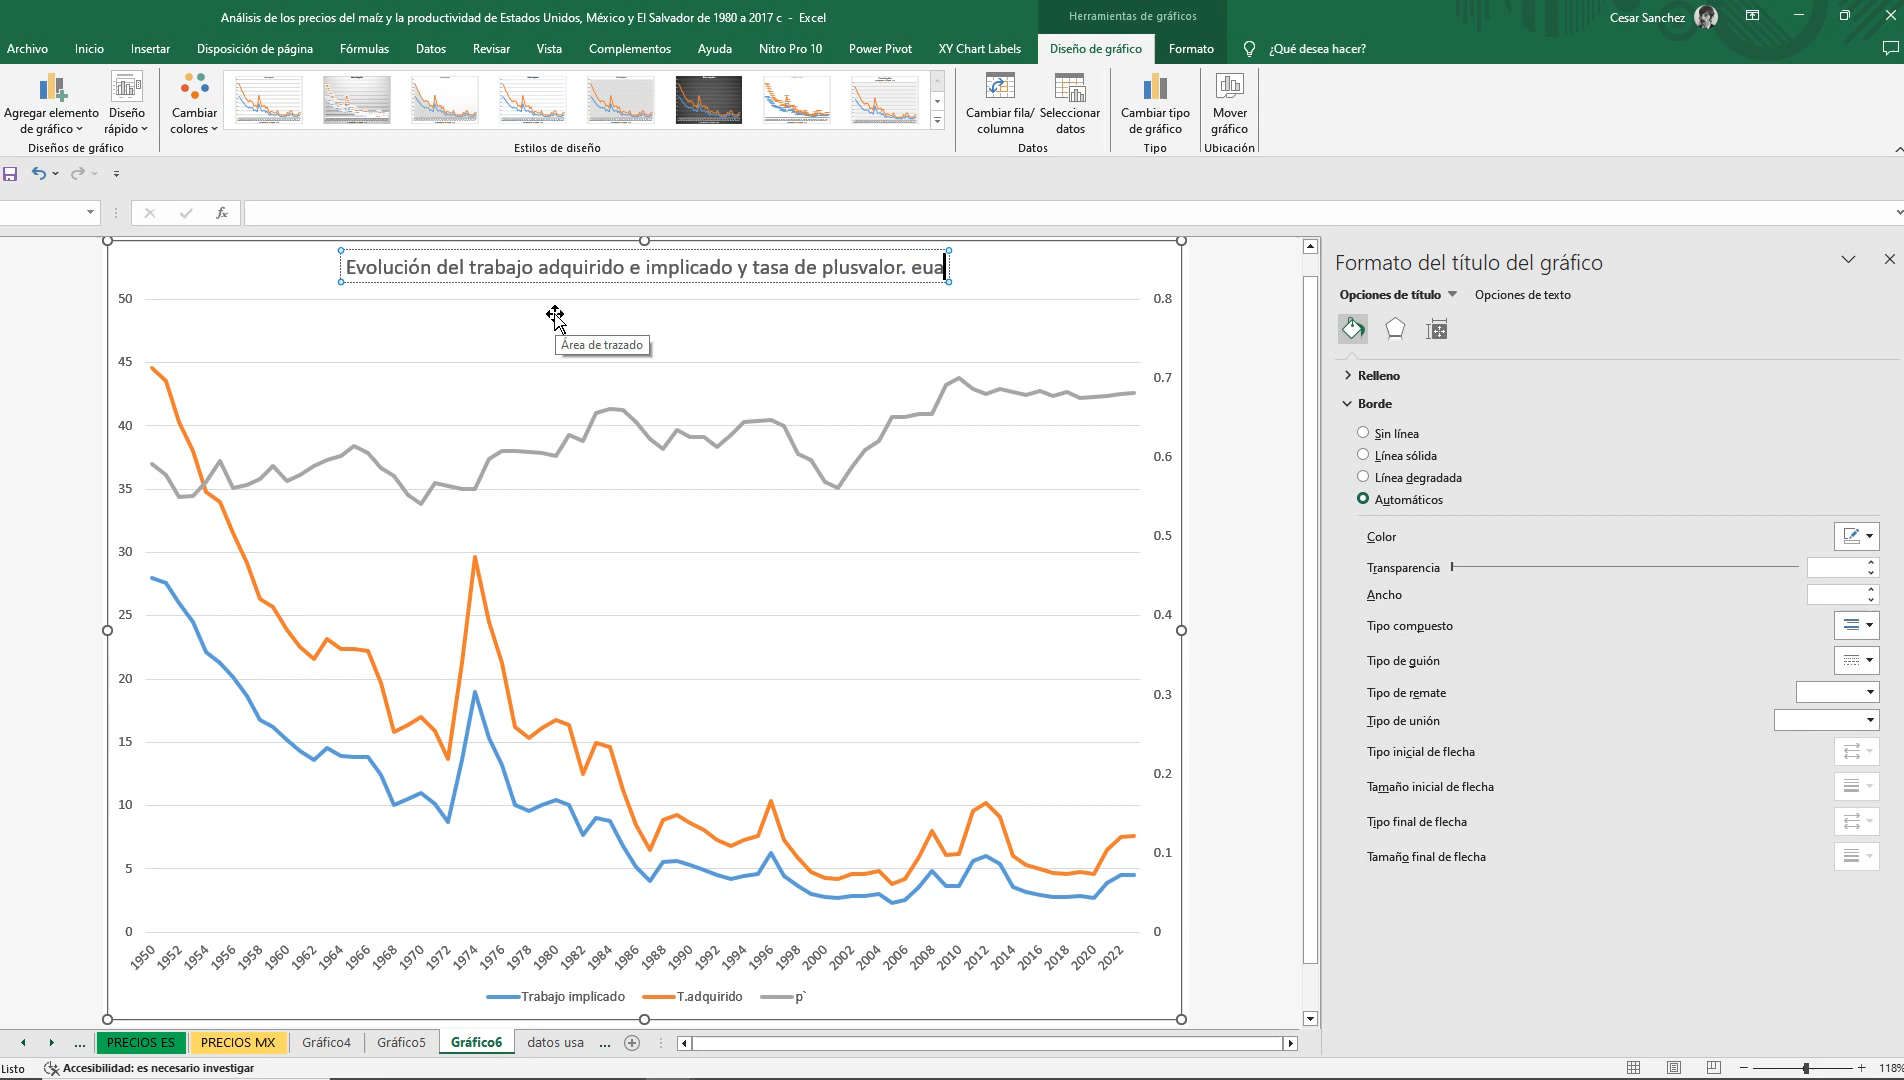 Análisis de los precios del maíz y la productividad de Estados Unidos, México y El Salvador de 1980 a 2017 c - Excel
Herramientas de gráficos
Cesar Sanchez
Archivo Inicio Insertar Disposición de página Fórmulas Datos Revisar Vista Complementos Ayuda Nitro Pro 10 Power Pivot XY Chart Labels Diseño de gráfico Formato ¿Qué desea hacer?
Agregar elemento de gráfico
Diseño rápido
Cambiar colores
Cambiar fila/ columna
Seleccionar datos
Cambiar tipo de gráfico
Mover gráfico
Diseños de gráfico
Estilos de diseño
Datos
Tipo
Ubicación
fx
Evolución del trabajo adquirido e implicado y tasa de plusvalor. eua
Área de trazado
50
45
40
35
30
25
20
15
10
5
0
0.8
0.7
0.6
0.5
0.4
0.3
0.2
0.1
0
1950 1952 1954 1956 1958 1960 1962 1964 1966 1968 1970 1972 1974 1976 1978 1980 1982 1984 1986 1988 1990 1992 1994 1996 1998 2000 2002 2004 2006 2008 2010 2012 2014 2016 2018 2020 2022
Trabajo implicado T.adquirido p`
Formato del título del gráfico
Opciones de título Opciones de texto
Relleno
Borde
Sin línea
Línea sólida
Línea degradada
Automáticos
Color
Transparencia
Ancho
Tipo compuesto
Tipo de guión
Tipo de remate
Tipo de unión
Tipo inicial de flecha
Tamaño inicial de flecha
Tipo final de flecha
Tamaño final de flecha
... PRECIOS ES PRECIOS MX Gráfico4 Gráfico5 Gráfico6 datos usa ...
Listo Accesibilidad: es necesario investigar
118%